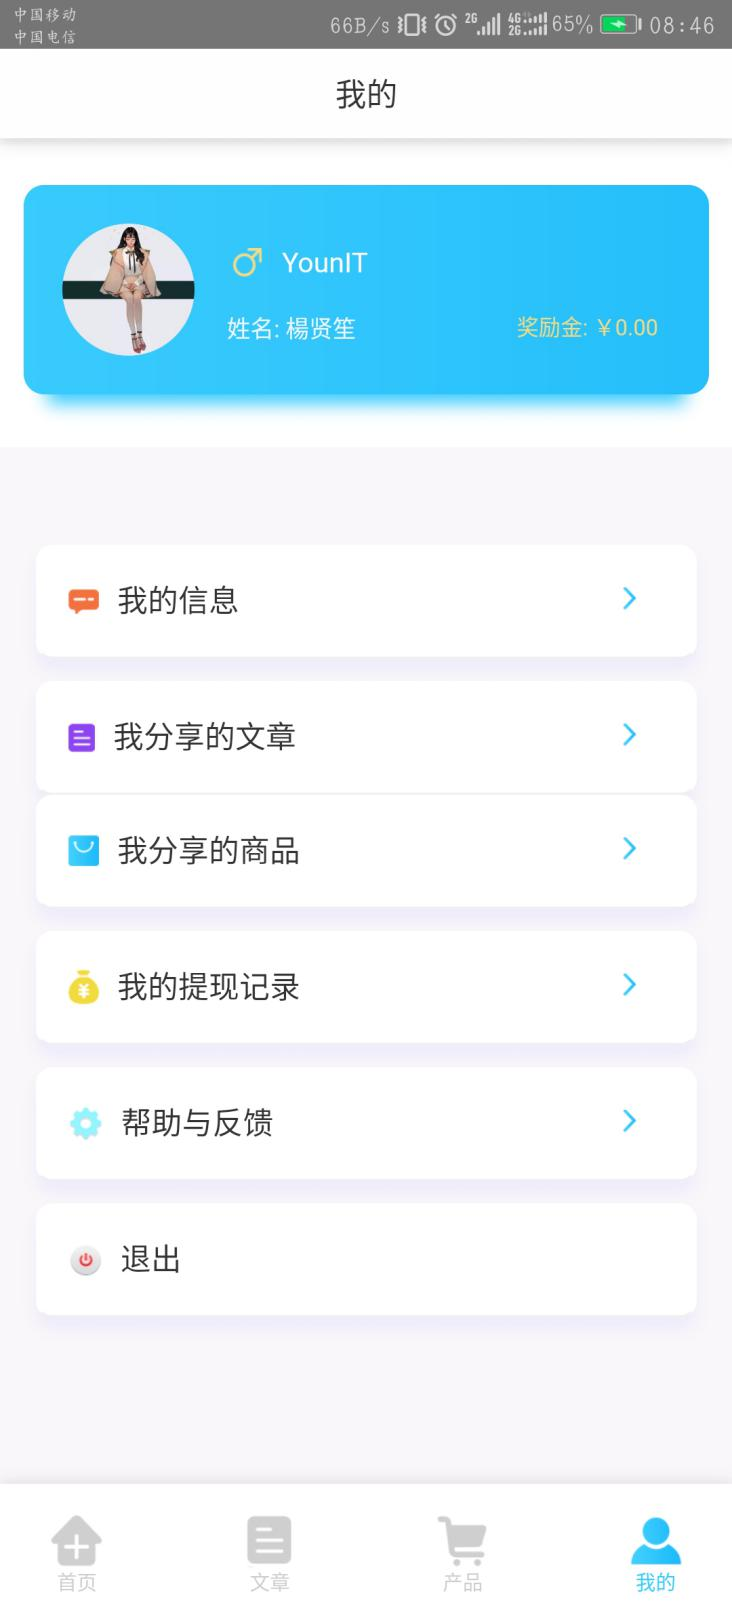 中国移动
中国电信
66B/s 2G 4G 2G 65% 08:46
我的
YounIT
姓名: 楊贤笙
奖励金: ￥0.00
我的信息
我分享的文章
我分享的商品
我的提现记录
帮助与反馈
退出
首页 文章 产品 我的